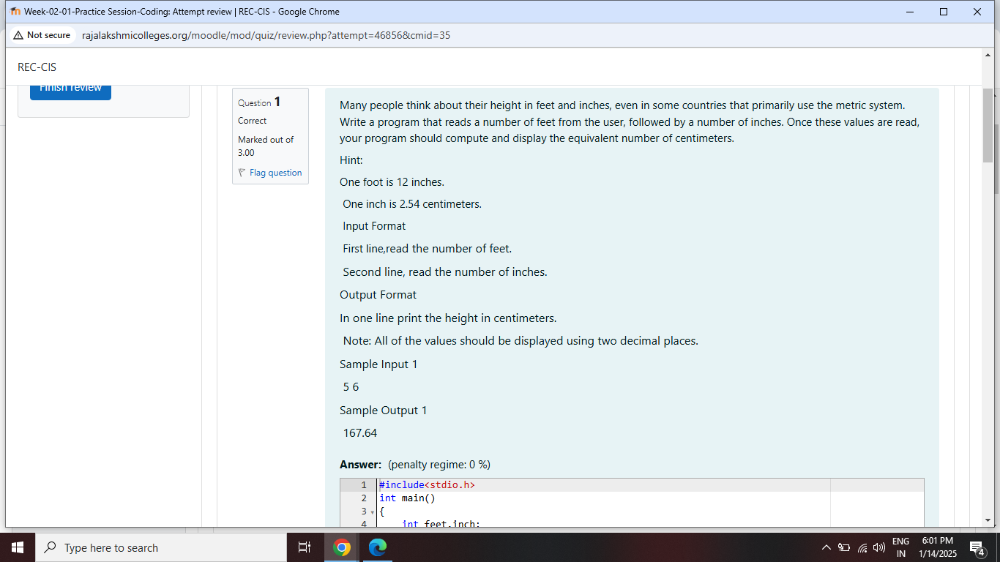 Week-02-01-Practice Session-Coding: Attempt review | REC-CIS - Google Chrome
Not secure rajalakshmicolleges.org/moodle/mod/quiz/review.php?attempt=46856&cmid=35
REC-CIS
Finish review
Question 1
Correct
Marked out of
3.00
Flag question
Many people think about their height in feet and inches, even in some countries that primarily use the metric system.
Write a program that reads a number of feet from the user, followed by a number of inches. Once these values are read,
your program should compute and display the equivalent number of centimeters.
Hint:
One foot is 12 inches.
One inch is 2.54 centimeters.
Input Format
First line,read the number of feet.
Second line, read the number of inches.
Output Format
In one line print the height in centimeters.
Note: All of the values should be displayed using two decimal places.
Sample Input 1
5 6
Sample Output 1
167.64
Answer: (penalty regime: 0 %)
1 #include<stdio.h>
2 int main()
3 {
4 int feet,inch;
Type here to search
ENG
IN
6:01 PM
1/14/2025
4